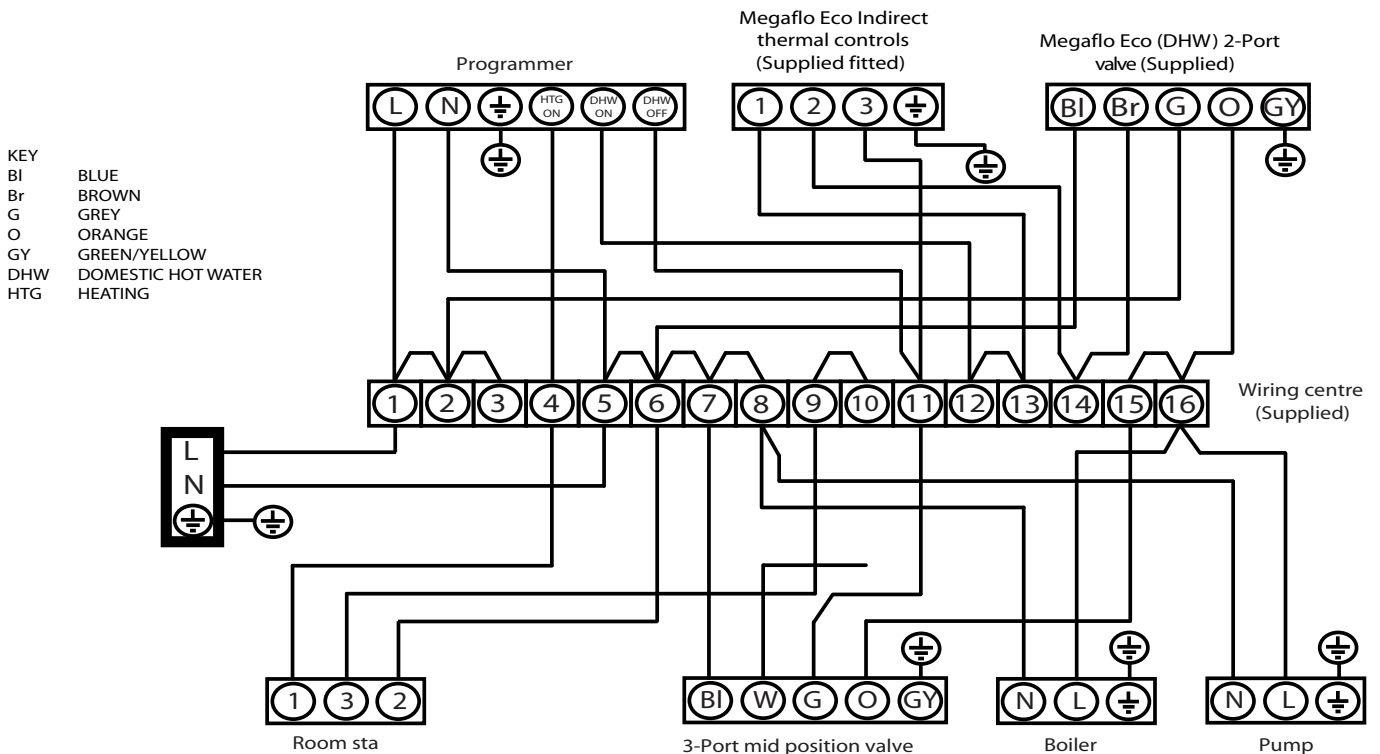 Megaflo Eco Indirect
thermal controls
(Supplied fitted)
Megaflo Eco (DHW) 2-Port
valve (Supplied)
Programmer
L N HTG ON DHW ON DHW OFF
1 2 3
Bl Br G O GY
KEY
Bl BLUE
Br BROWN
G GREY
O ORANGE
GY GREEN/YELLOW
DHW DOMESTIC HOT WATER
HTG HEATING
1 2 3 4 5 6 7 8 9 10 11 12 13 14 15 16
Wiring centre
(Supplied)
L
N
1 3 2
Bl W G O GY
N L
N L
Room sta
3-Port mid position valve
Boiler
Pump